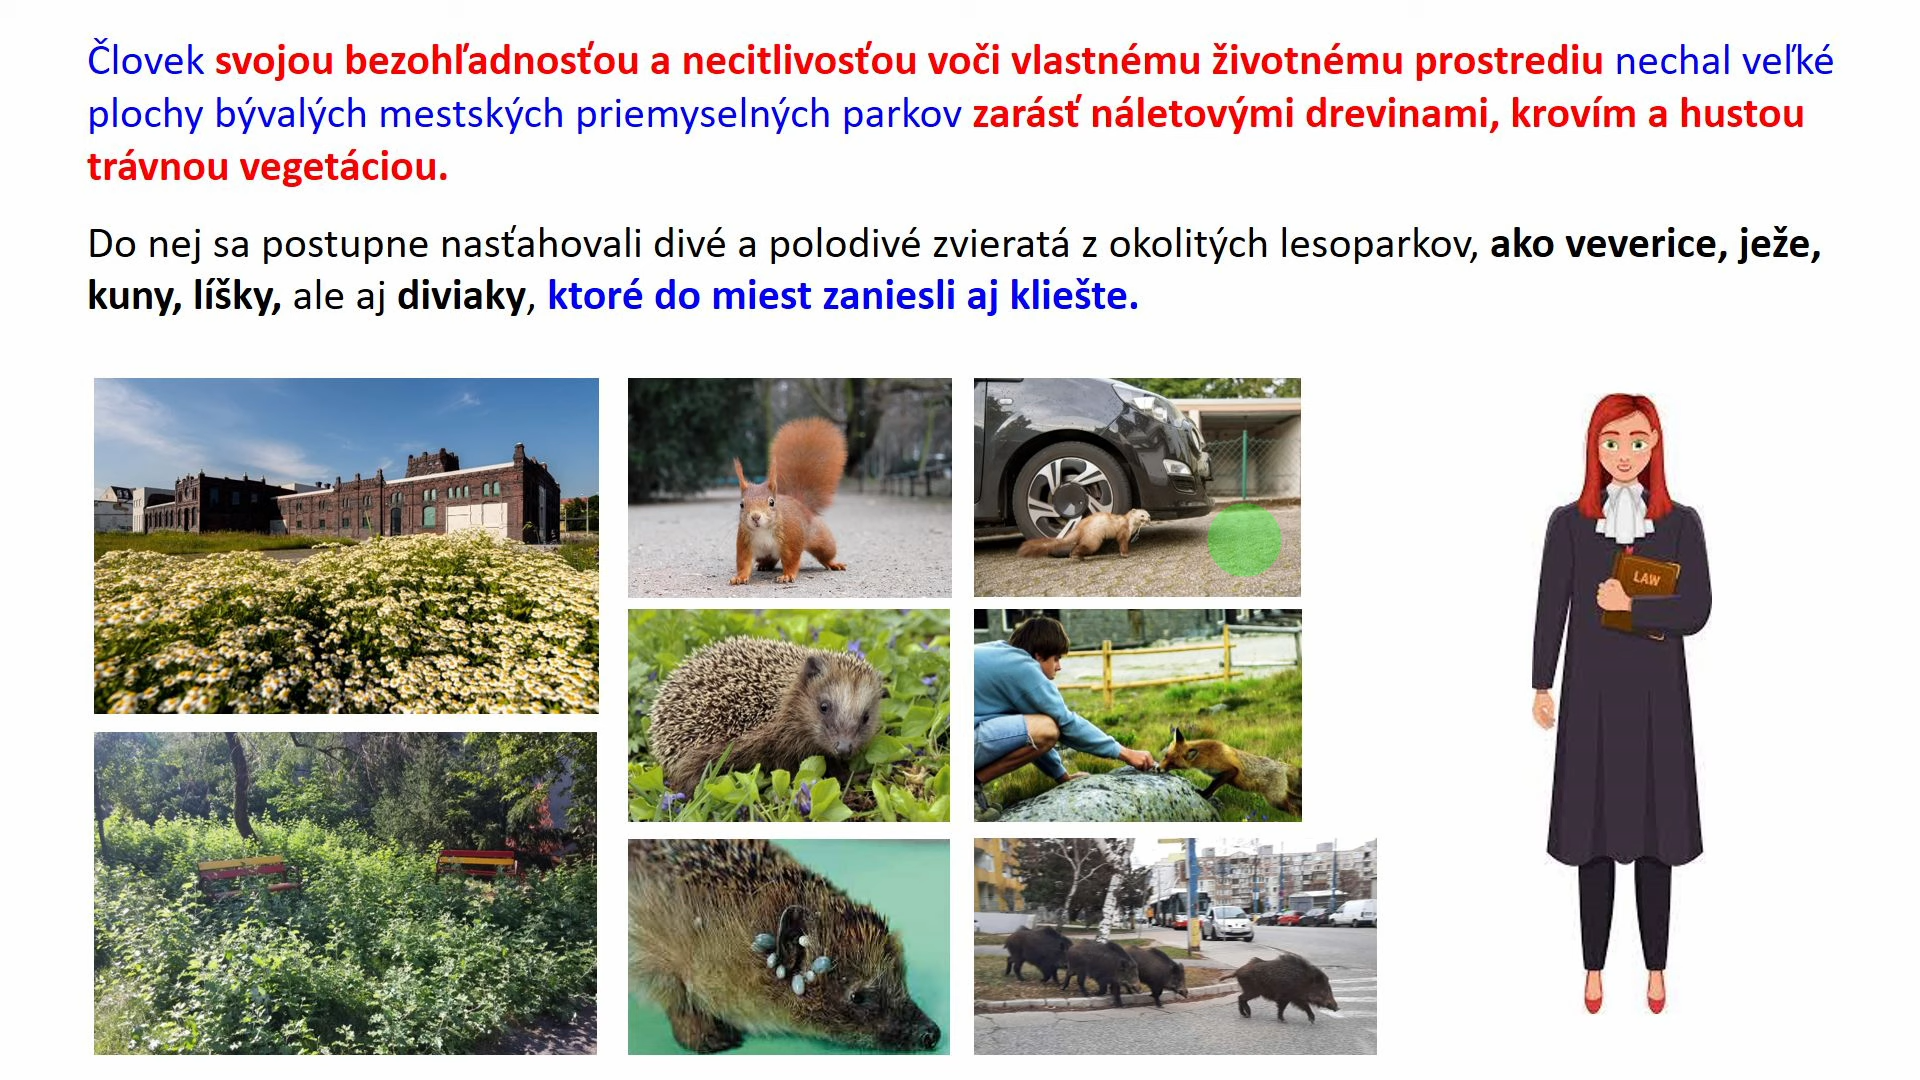 Človek svojou bezohľadnosťou a necitlivosťou voči vlastnému životnému prostrediu nechal veľké
plochy bývalých mestských priemyselných parkov zarásť náletovými drevinami, krovím a hustou
trávnou vegetáciou.
Do nej sa postupne nasťahovali divé a polodivé zvieratá z okolitých lesoparkov, ako veverice, ježe,
kuny, líšky, ale aj diviaky, ktoré do miest zaniesli aj kliešte.
LAW